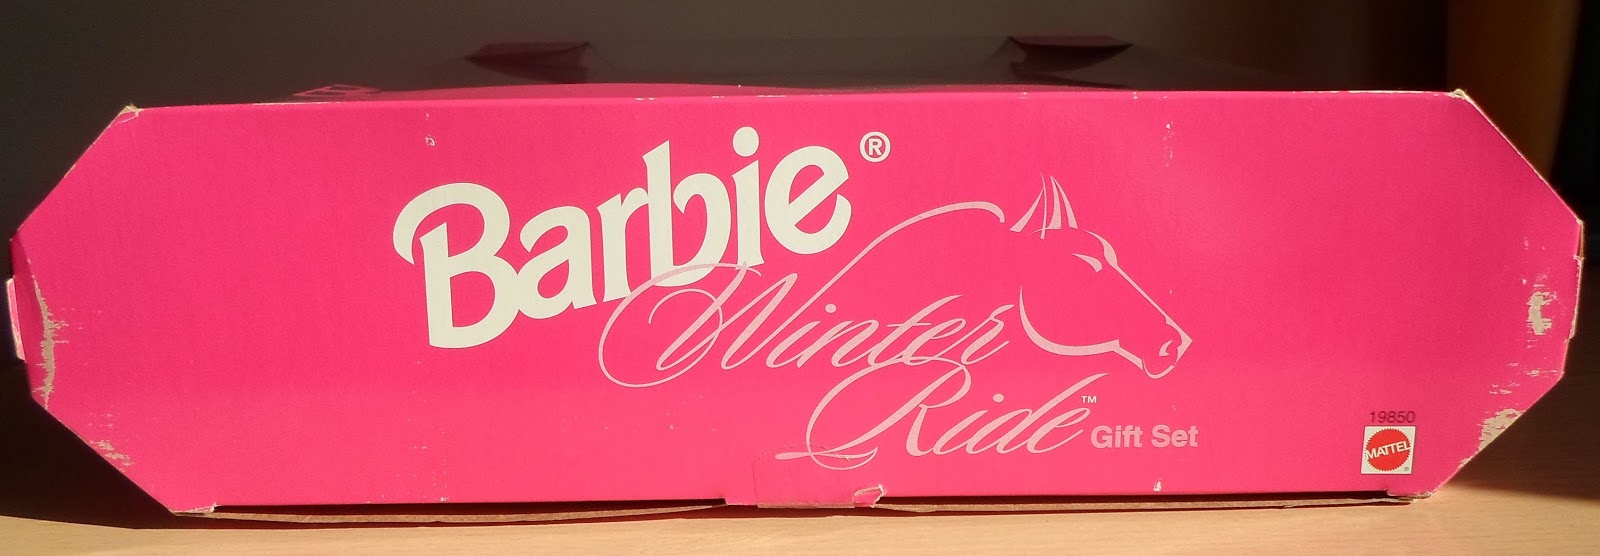 Barbie®
Winter
Ride™ Gift Set
19850
MATTEL®